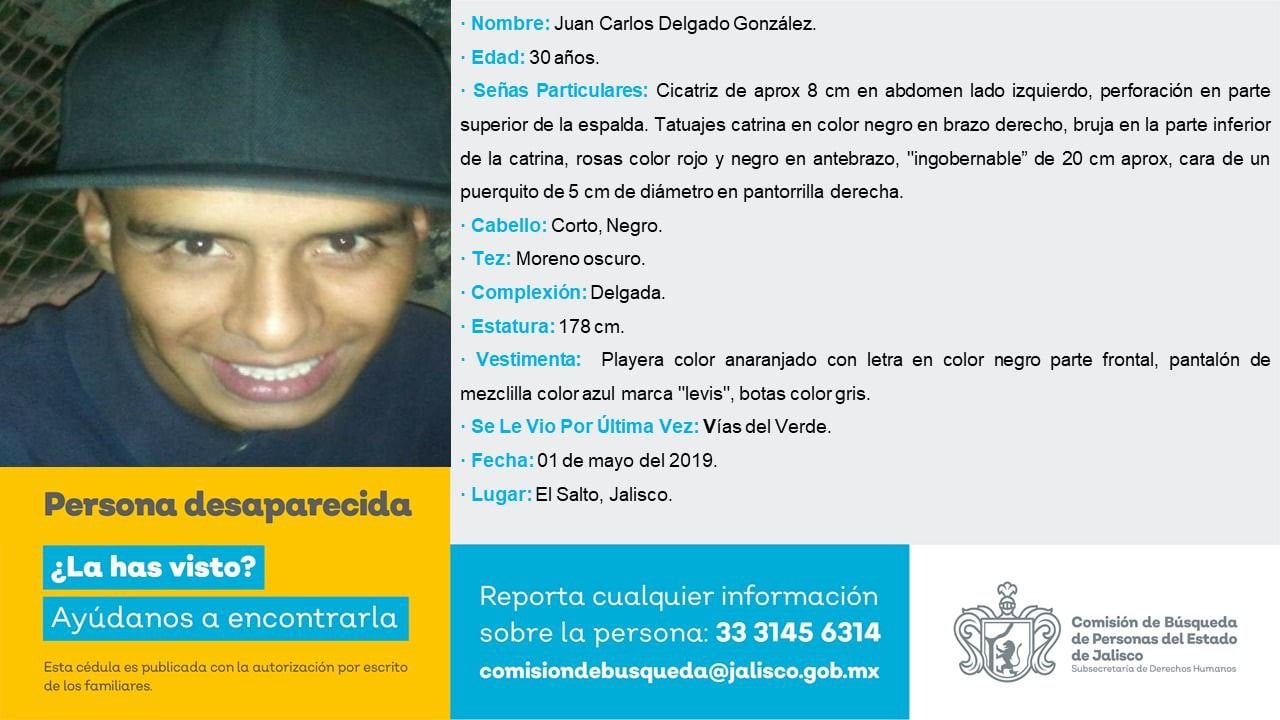 · Nombre: Juan Carlos Delgado González.
· Edad: 30 años.
· Señas Particulares: Cicatriz de aprox 8 cm en abdomen lado izquierdo, perforación en parte
superior de la espalda. Tatuajes catrina en color negro en brazo derecho, bruja en la parte inferior
de la catrina, rosas color rojo y negro en antebrazo, "ingobernable” de 20 cm aprox, cara de un
puerquito de 5 cm de diámetro en pantorrilla derecha.
· Cabello: Corto, Negro.
· Tez: Moreno oscuro.
· Complexión: Delgada.
· Estatura: 178 cm.
· Vestimenta: Playera color anaranjado con letra en color negro parte frontal, pantalón de
mezclilla color azul marca "levis", botas color gris.
· Se Le Vio Por Última Vez: Vías del Verde.
· Fecha: 01 de mayo del 2019.
· Lugar: El Salto, Jalisco.
Persona desaparecida
¿La has visto?
Ayúdanos a encontrarla
Esta cédula es publicada con la autorización por escrito
de los familiares.
Reporta cualquier información
sobre la persona: 33 3145 6314
comisiondebusqueda@jalisco.gob.mx
Comisión de Búsqueda
de Personas del Estado
de Jalisco
Subsecretaría de Derechos Humanos